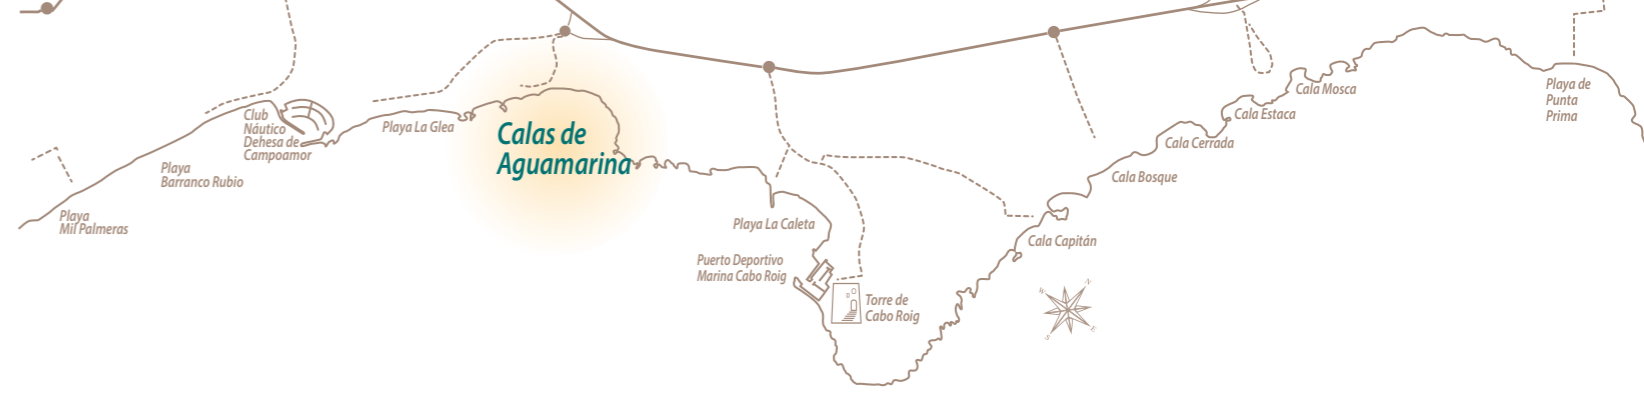 Playa
Mil Palmeras
Playa
Barranco Rubio
Club
Náutico
Dehesa de
Campoamor
Playa La Glea
Calas de
Aguamarina
Playa La Caleta
Puerto Deportivo
Marina Cabo Roig
Torre de
Cabo Roig
Cala Capitán
Cala Bosque
Cala Cerrada
Cala Estaca
Cala Mosca
Playa de
Punta
Prima
W
N
S
E